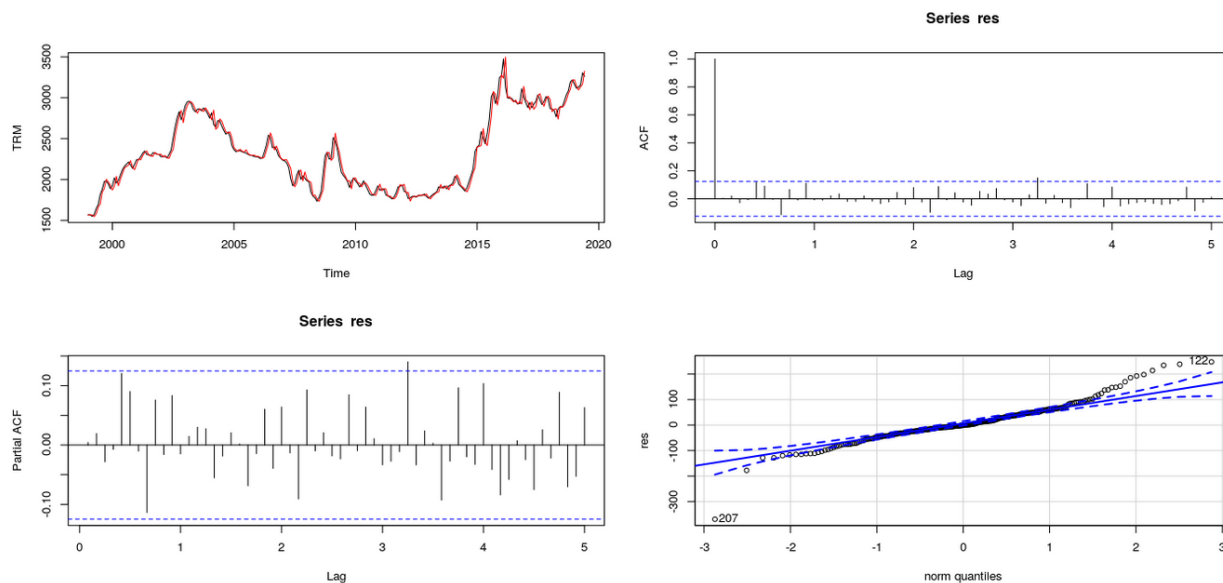 TRM
1500 2000 2500 3000 3500
2000 2005 2010 2015 2020
Time
Series res
ACF
0.0 0.2 0.4 0.6 0.8 1.0
0 1 2 3 4 5
Lag
Series res
Partial ACF
-0.10 0.00 0.10
0 1 2 3 4 5
Lag
res
-300 -100 0 100
122
207
-3 -2 -1 0 1 2 3
norm quantiles